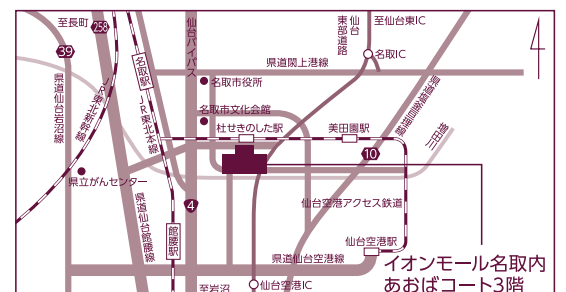 至長町
258
仙台バイパス
仙台東部道路
至仙台東IC
39
名取駅
名取IC
県道閖上港線
名取市役所
県道仙台岩沼線
JR東北新幹線
JR東北本線
名取市文化会館
県道塩釜亘理線
杜せきのした駅
美田園駅
増田川
10
県立がんセンター
県道仙台館腰線
4
仙台空港アクセス鉄道
館腰駅
仙台空港駅
県道仙台空港線
イオンモール名取内
あおばコート3階
至岩沼
仙台空港IC